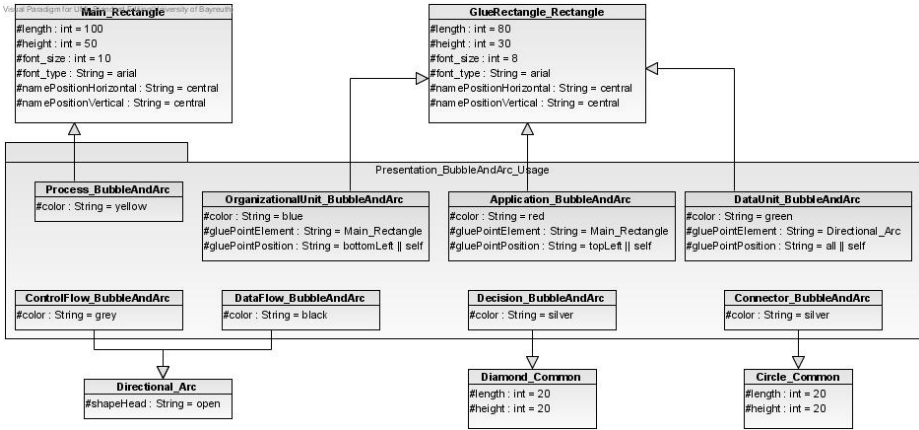 Visual Paradigm for UML Standard Edition(University of Bayreuth)
Main_Rectangle
#length : int = 100
#height : int = 50
#font_size : int = 10
#font_type : String = arial
#namePositionHorizontal : String = central
#namePositionVertical : String = central
GlueRectangle_Rectangle
#length : int = 80
#height : int = 30
#font_size : int = 8
#font_type : String = arial
#namePositionHorizontal : String = central
#namePositionVertical : String = central
Presentation_BubbleAndArc_Usage
Process_BubbleAndArc
#color : String = yellow
OrganizationalUnit_BubbleAndArc
#color : String = blue
#gluePointElement : String = Main_Rectangle
#gluePointPosition : String = bottomLeft || self
Application_BubbleAndArc
#color : String = red
#gluePointElement : String = Main_Rectangle
#gluePointPosition : String = topLeft || self
DataUnit_BubbleAndArc
#color : String = green
#gluePointElement : String = Directional_Arc
#gluePointPosition : String = all || self
ControlFlow_BubbleAndArc
#color : String = grey
DataFlow_BubbleAndArc
#color : String = black
Decision_BubbleAndArc
#color : String = silver
Connector_BubbleAndArc
#color : String = silver
Directional_Arc
#shapeHead : String = open
Diamond_Common
#length : int = 20
#height : int = 20
Circle_Common
#length : int = 20
#height : int = 20